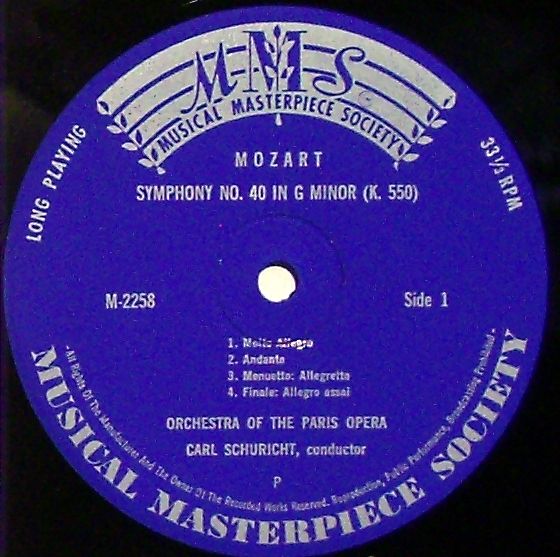 MMS
MUSICAL MASTERPIECE SOCIETY
LONG PLAYING
33 1/3 RPM
MOZART
SYMPHONY NO. 40 IN G MINOR (K. 550)
M-2258
Side 1
1. Molto Allegro
2. Andante
3. Menuetto: Allegretto
4. Finale: Allegro assai
ORCHESTRA OF THE PARIS OPERA
CARL SCHURICHT, conductor
P
-All Rights Of The Manufacturer And The Owner Of The Recorded Works Reserved. Reproduction, Public Performance, Broadcasting Prohibited-
MUSICAL MASTERPIECE SOCIETY